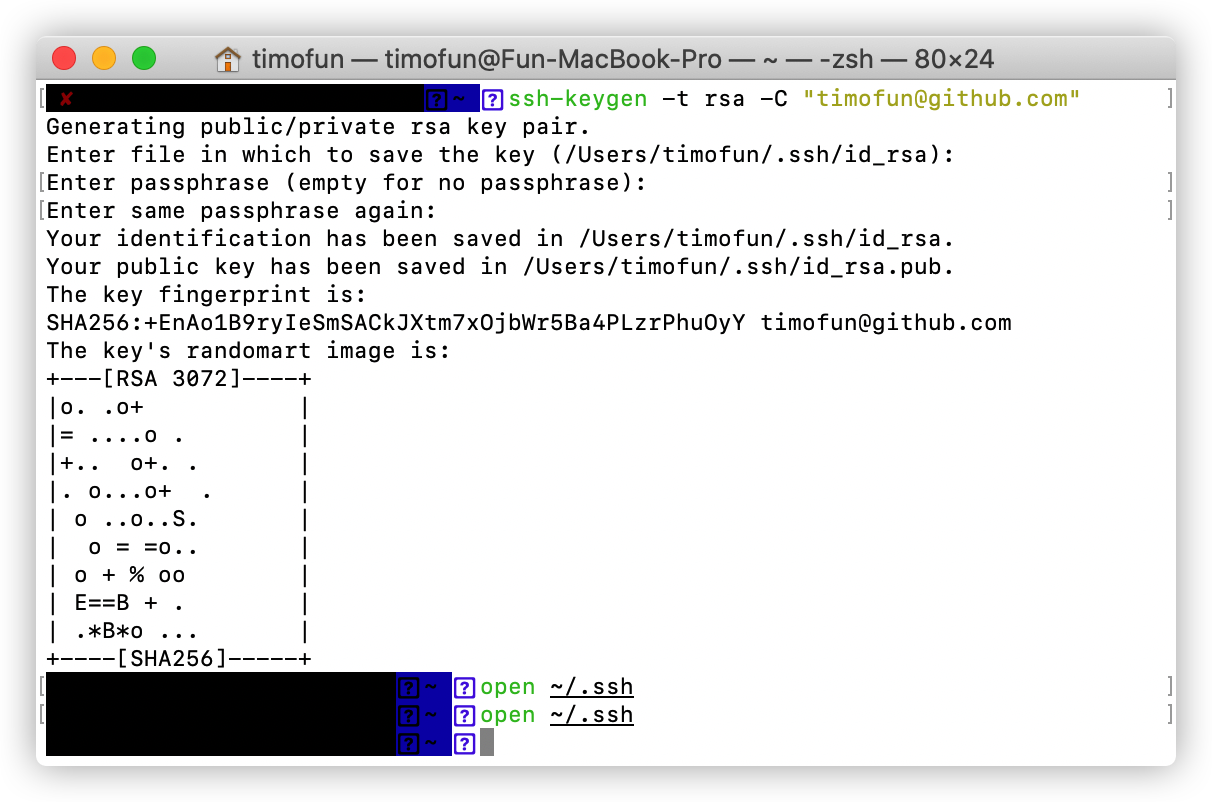 timofun — timofun@Fun-MacBook-Pro — ~ — -zsh — 80×24
[ ✘ ? ~ ? ssh-keygen -t rsa -C "timofun@github.com" ]
Generating public/private rsa key pair.
Enter file in which to save the key (/Users/timofun/.ssh/id_rsa):
[Enter passphrase (empty for no passphrase): ]
[Enter same passphrase again: ]
Your identification has been saved in /Users/timofun/.ssh/id_rsa.
Your public key has been saved in /Users/timofun/.ssh/id_rsa.pub.
The key fingerprint is:
SHA256:+EnAo1B9ryIeSmSACkJXtm7xOjbWr5Ba4PLzrPhuOyY timofun@github.com
The key's randomart image is:
+---[RSA 3072]----+
|o. .o+           |
|= ....o .        |
|+..  o+. .       |
|. o...o+  .      |
| o ..o..S.       |
|  o = =o..       |
| o + % oo        |
| E==B + .        |
| .*B*o ...       |
+----[SHA256]-----+
[ ? ~ ? open ~/.ssh ]
[ ? ~ ? open ~/.ssh ]
? ~ ?